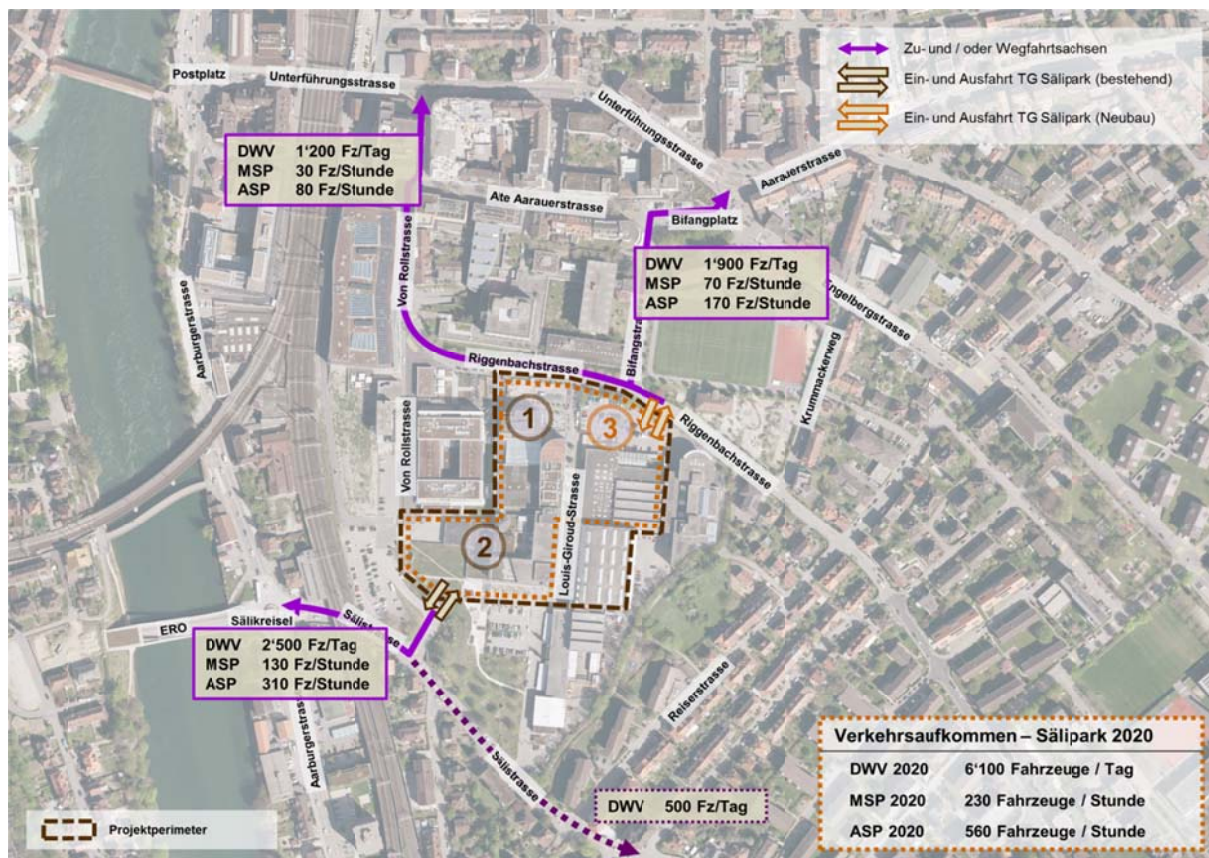 Zu- und / oder Wegfahrtsachsen
Ein- und Ausfahrt TG Sälipark (bestehend)
Ein- und Ausfahrt TG Sälipark (Neubau)
Postplatz
Unterführungsstrasse
Unterführungsstrasse
Aarauerstrasse
DWV 1'200 Fz/Tag
MSP 30 Fz/Stunde
ASP 80 Fz/Stunde
Ate Aarauerstrasse
Bifangplatz
DWV 1'900 Fz/Tag
MSP 70 Fz/Stunde
ASP 170 Fz/Stunde
Von Rollstrasse
Aarburgerstrasse
Engelbergstrasse
Krummackerweg
Riggenbachstrasse
1
3
Riggenbachstrasse
Von Rollstrasse
Louis-Giroud-Strasse
2
Sälikreisel
ERO
DWV 2'500 Fz/Tag
MSP 130 Fz/Stunde
ASP 310 Fz/Stunde
Reiserstrasse
Sälistrasse
DWV 500 Fz/Tag
Verkehrsaufkommen – Sälipark 2020
DWV 2020 6'100 Fahrzeuge / Tag
MSP 2020 230 Fahrzeuge / Stunde
ASP 2020 560 Fahrzeuge / Stunde
Projektperimeter